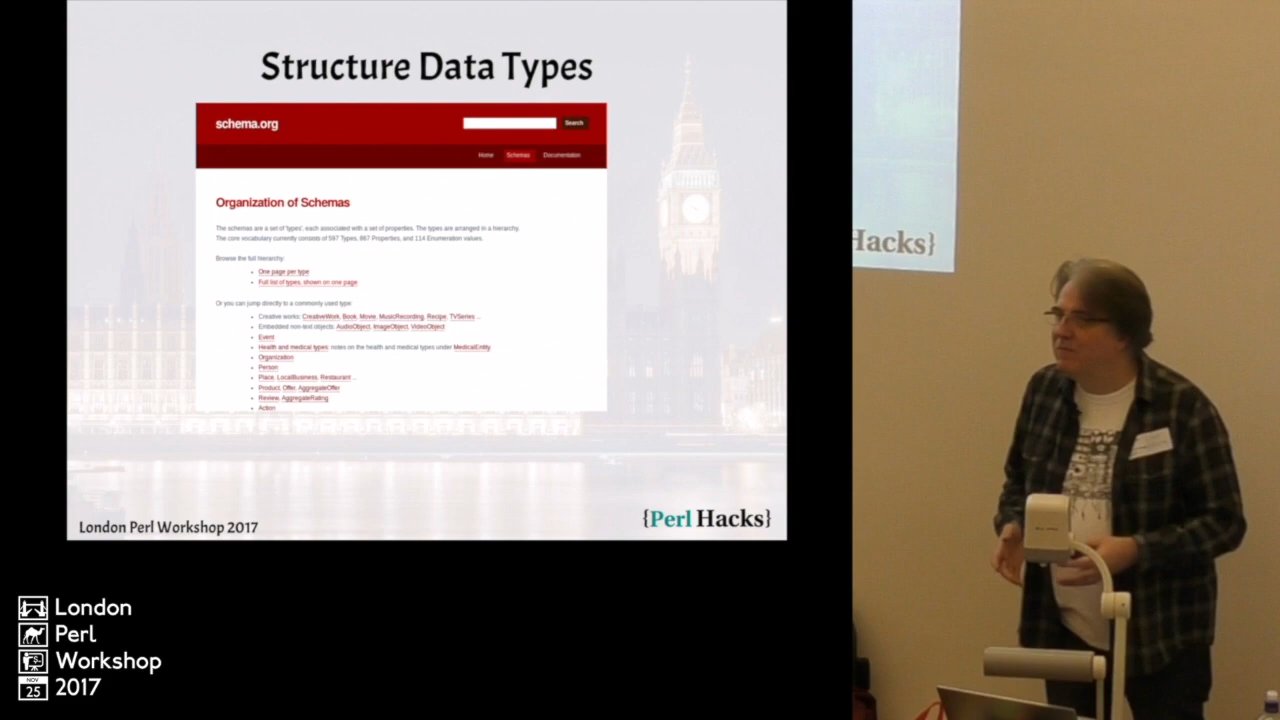 Structure Data Types
schema.org
Search
Home Schemas Documentation
Organization of Schemas
The schemas are a set of 'types', each associated with a set of properties. The types are arranged in a hierarchy.
The core vocabulary currently consists of 597 Types, 867 Properties, and 114 Enumeration values.
Browse the full hierarchy:
One page per type
Full list of types, shown on one page
Or you can jump directly to a commonly used type:
Creative works: CreativeWork, Book, Movie, MusicRecording, Recipe, TVSeries ...
Embedded non-text objects: AudioObject, ImageObject, VideoObject
Event
Health and medical types: notes on the health and medical types under MedicalEntity.
Organization
Person
Place, LocalBusiness, Restaurant ...
Product, Offer, AggregateOffer
Review, AggregateRating
Action
London Perl Workshop 2017
{Perl Hacks}
Hacks}
London
Perl
Workshop
NOV
25
2017